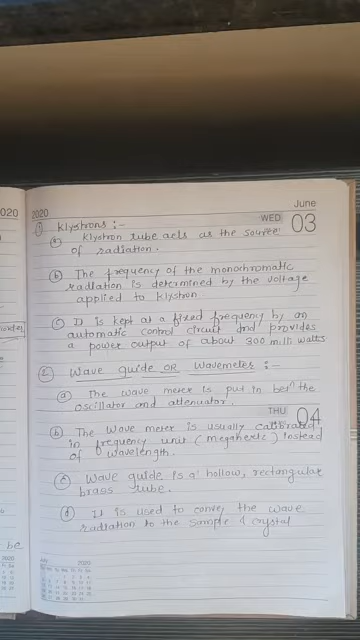 2020
June
WED 03
① Klystrons :-
(a) Klystron tube acts as the source
of radiation.
(b) The frequency of the monochromatic
radiation is determined by the voltage
applied to klystron
(c) It is kept at a fixed frequency by an
automatic control circuit and provides
a power output of about 300 milli watts
② Wave guide OR Wavemeter :-
(a) The wave meter is put in betn the
oscillator and attenuator.
THU 04
(b) The Wave meter is usually calibrated
in frequency unit (megahertz) instead
of wavelength.
(c) Wave guide is a hollow, rectangular
brass tube.
(d) It is used to convey the wave
radiation to the sample & crystal
2020
020
be